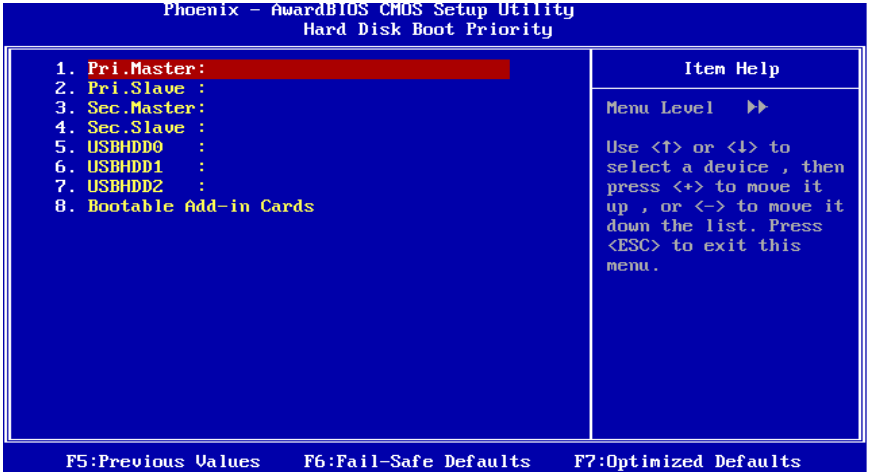 Phoenix - AwardBIOS CMOS Setup Utility
Hard Disk Boot Priority
1. Pri.Master:
2. Pri.Slave :
3. Sec.Master:
4. Sec.Slave :
5. USBHDD0 :
6. USBHDD1 :
7. USBHDD2 :
8. Bootable Add-in Cards
Item Help
Menu Level ▶▶
Use <↑> or <↓> to
select a device , then
press <+> to move it
up , or <-> to move it
down the list. Press
<ESC> to exit this
menu.
F5:Previous Values F6:Fail-Safe Defaults F7:Optimized Defaults